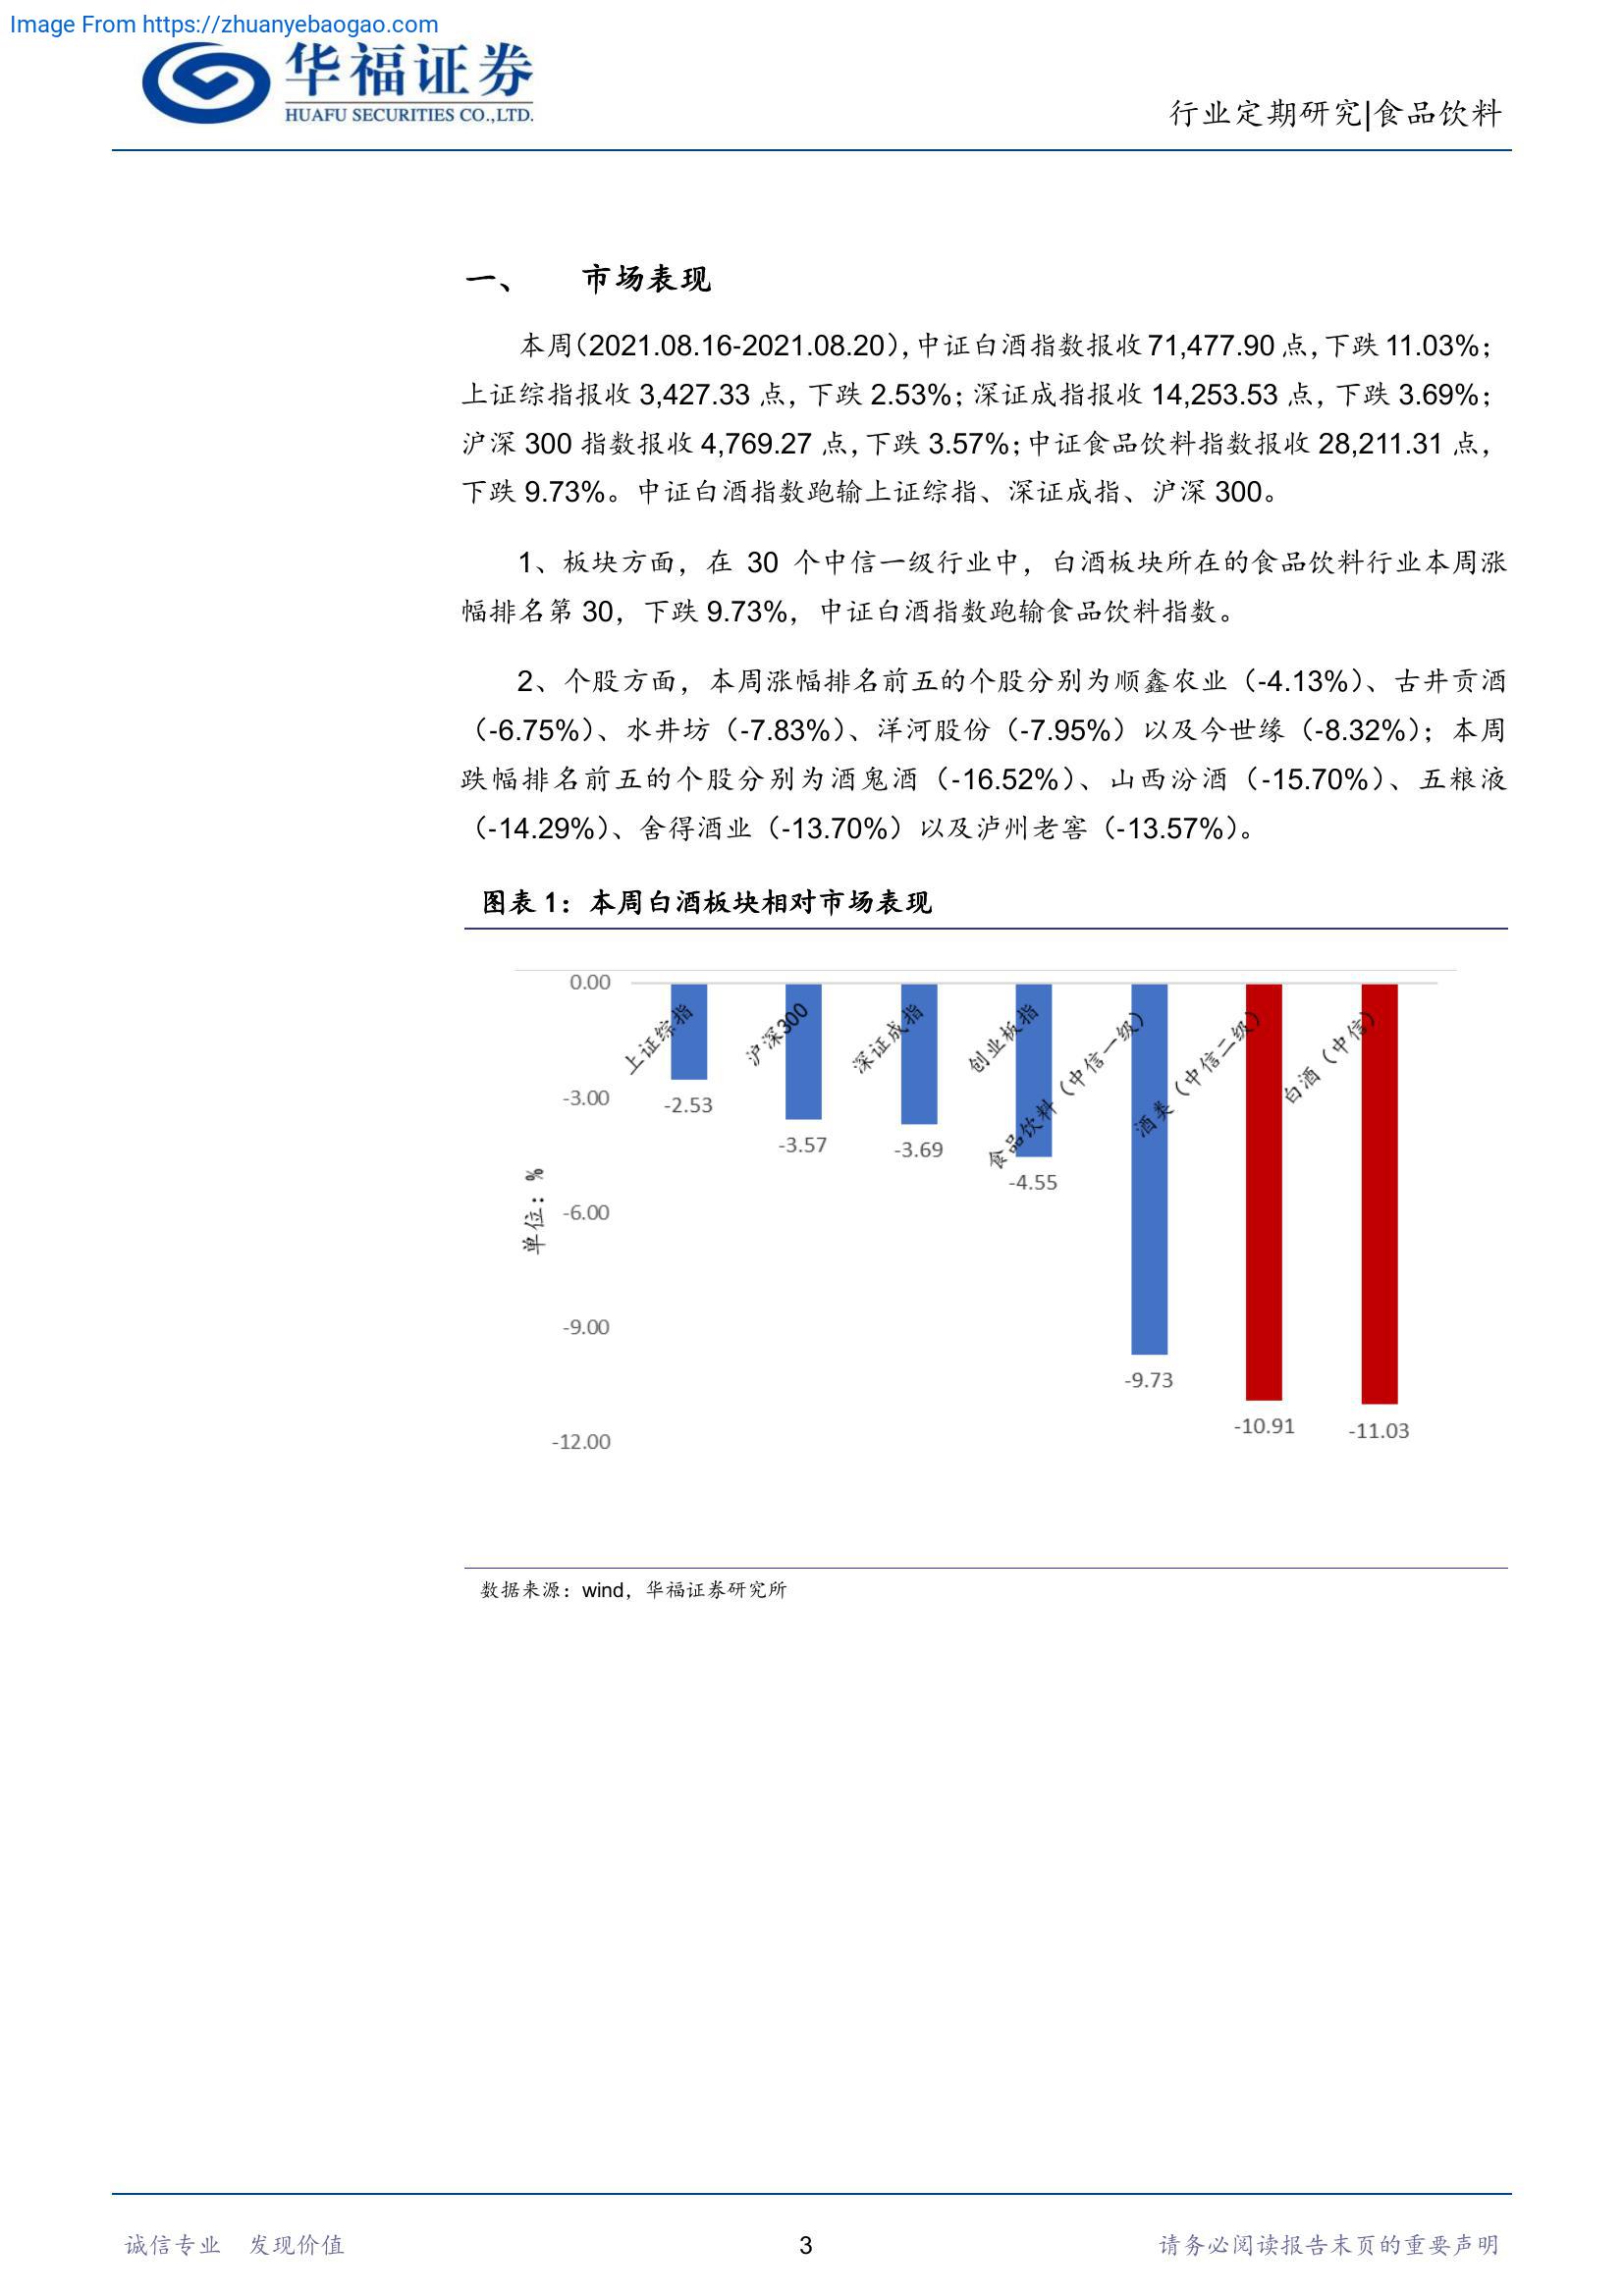 Image From https://zhuanyebaogao.com
华福证券
HUAFU SECURITIES CO.,LTD.
行业定期研究|食品饮料
一、 市场表现
本周（2021.08.16-2021.08.20），中证白酒指数报收 71,477.90 点，下跌 11.03%；
上证综指报收 3,427.33 点，下跌 2.53%；深证成指报收 14,253.53 点，下跌 3.69%；
沪深 300 指数报收 4,769.27 点，下跌 3.57%；中证食品饮料指数报收 28,211.31 点，
下跌 9.73%。中证白酒指数跑输上证综指、深证成指、沪深 300。
1、板块方面，在 30 个中信一级行业中，白酒板块所在的食品饮料行业本周涨
幅排名第 30，下跌 9.73%，中证白酒指数跑输食品饮料指数。
2、个股方面，本周涨幅排名前五的个股分别为顺鑫农业（-4.13%）、古井贡酒
（-6.75%）、水井坊（-7.83%）、洋河股份（-7.95%）以及今世缘（-8.32%）；本周
跌幅排名前五的个股分别为酒鬼酒（-16.52%）、山西汾酒（-15.70%）、五粮液
（-14.29%）、舍得酒业（-13.70%）以及泸州老窖（-13.57%）。
图表 1：本周白酒板块相对市场表现
0.00
-3.00
-6.00
-9.00
-12.00
单位：%
上证综指
沪深300
深证成指
创业板指
食品饮料（中信一级）
酒类（中信二级）
白酒（中信）
-2.53
-3.57
-3.69
-4.55
-9.73
-10.91
-11.03
数据来源：wind，华福证券研究所
诚信专业 发现价值
3
请务必阅读报告末页的重要声明